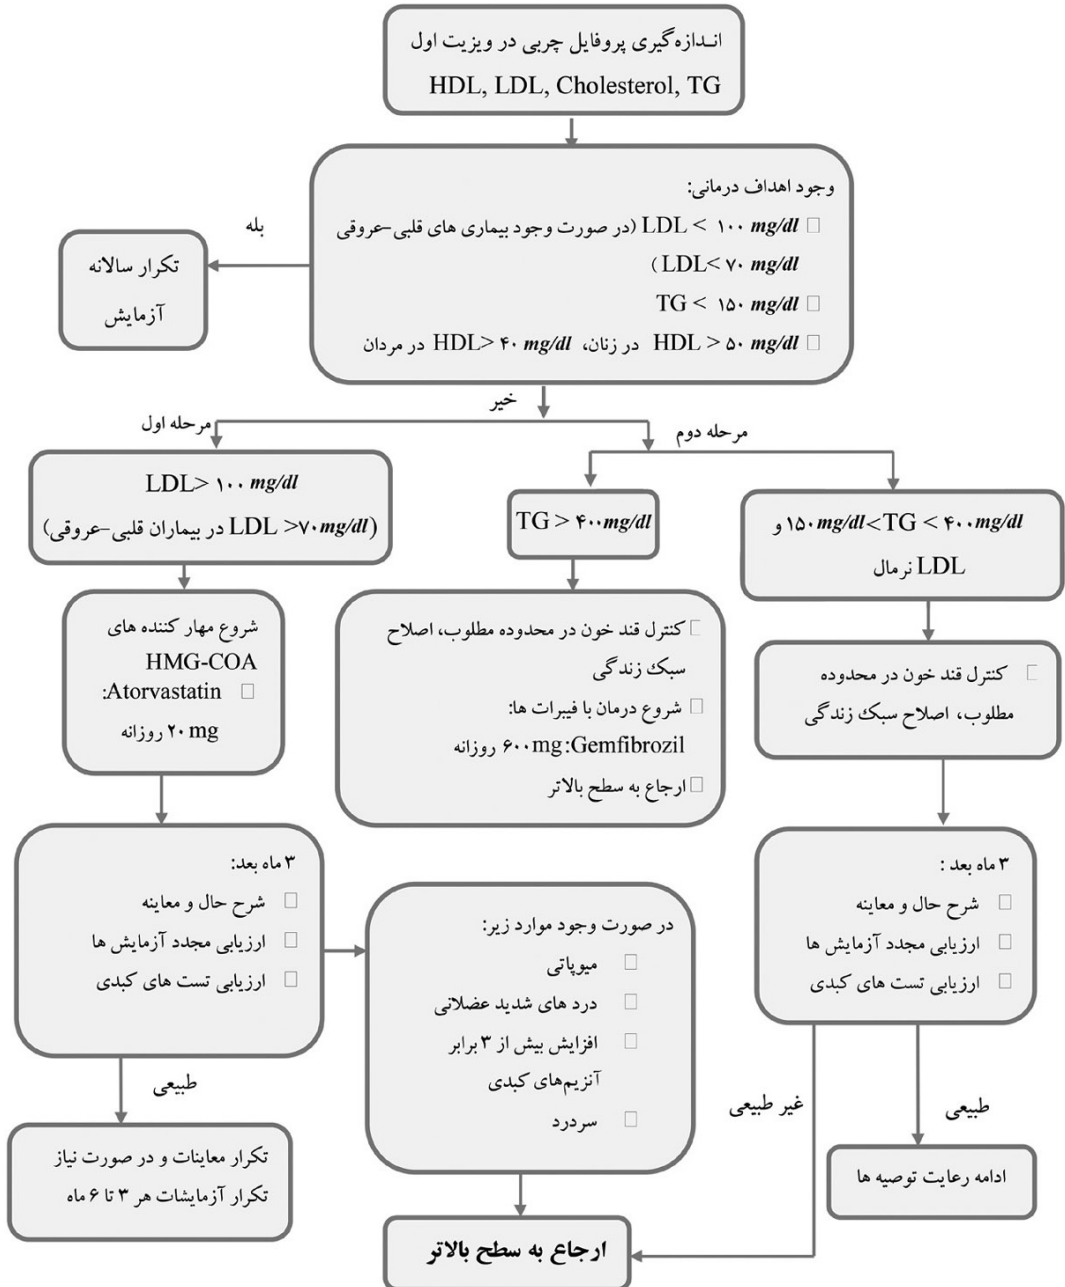 اندازه‌گیری پروفایل چربی در ویزیت اول
HDL, LDL, Cholesterol, TG
وجود اهداف درمانی:
□ LDL < ۱۰۰ mg/dl (در صورت وجود بیماری های قلبی-عروقی
LDL< ۷۰ mg/dl)
□ TG < ۱۵۰ mg/dl
□ HDL > ۵۰ mg/dl در زنان، HDL> ۴۰ mg/dl در مردان
بله
تکرار سالانه
آزمایش
خیر
مرحله اول
مرحله دوم
LDL> ۱۰۰ mg/dl
(LDL >۷۰mg/dl در بیماران قلبی-عروقی)
TG > ۴۰۰mg/dl
۱۵۰mg/dl<TG < ۴۰۰mg/dl و
LDL نرمال
شروع مهار کننده های
HMG-COA
□ Atorvastatin:
۲۰ mg روزانه
□ کنترل قند خون در محدوده مطلوب، اصلاح
سبک زندگی
□ شروع درمان با فیبرات ها:
Gemfibrozil: ۶۰۰mg روزانه
□ ارجاع به سطح بالاتر
□ کنترل قند خون در محدوده
مطلوب، اصلاح سبک زندگی
۳ ماه بعد:
□ شرح حال و معاینه
□ ارزیابی مجدد آزمایش ها
□ ارزیابی تست های کبدی
در صورت وجود موارد زیر:
□ میوپاتی
□ درد های شدید عضلانی
□ افزایش بیش از ۳ برابر
آنزیم‌های کبدی
□ سردرد
۳ ماه بعد :
□ شرح حال و معاینه
□ ارزیابی مجدد آزمایش ها
□ ارزیابی تست های کبدی
طبیعی
غیر طبیعی
طبیعی
تکرار معاینات و در صورت نیاز
تکرار آزمایشات هر ۳ تا ۶ ماه
ارجاع به سطح بالاتر
ادامه رعایت توصیه ها